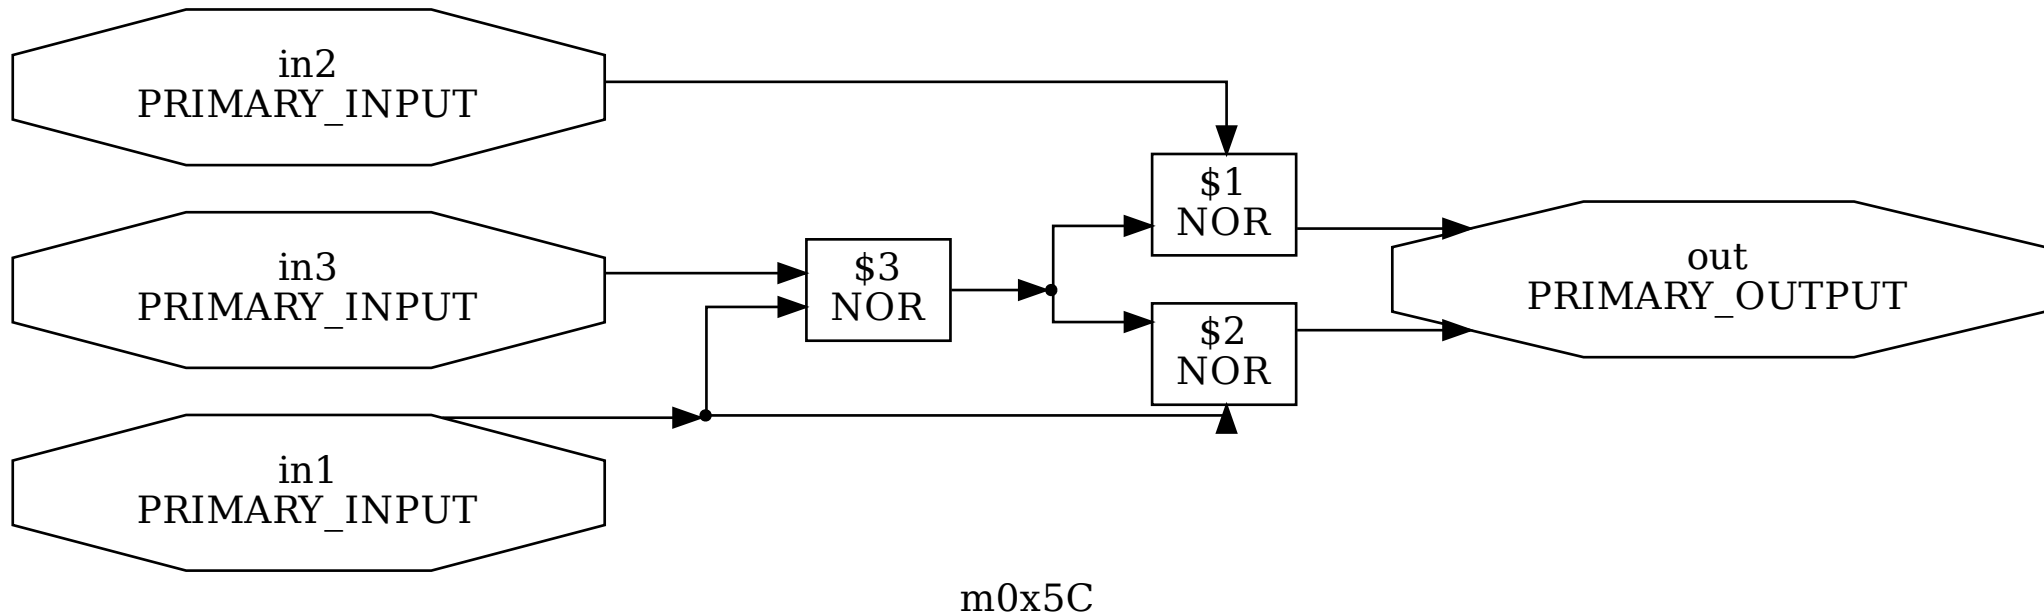 in2
PRIMARY_INPUT
in3
PRIMARY_INPUT
in1
PRIMARY_INPUT
$3
NOR
$1
NOR
$2
NOR
out
PRIMARY_OUTPUT
m0x5C